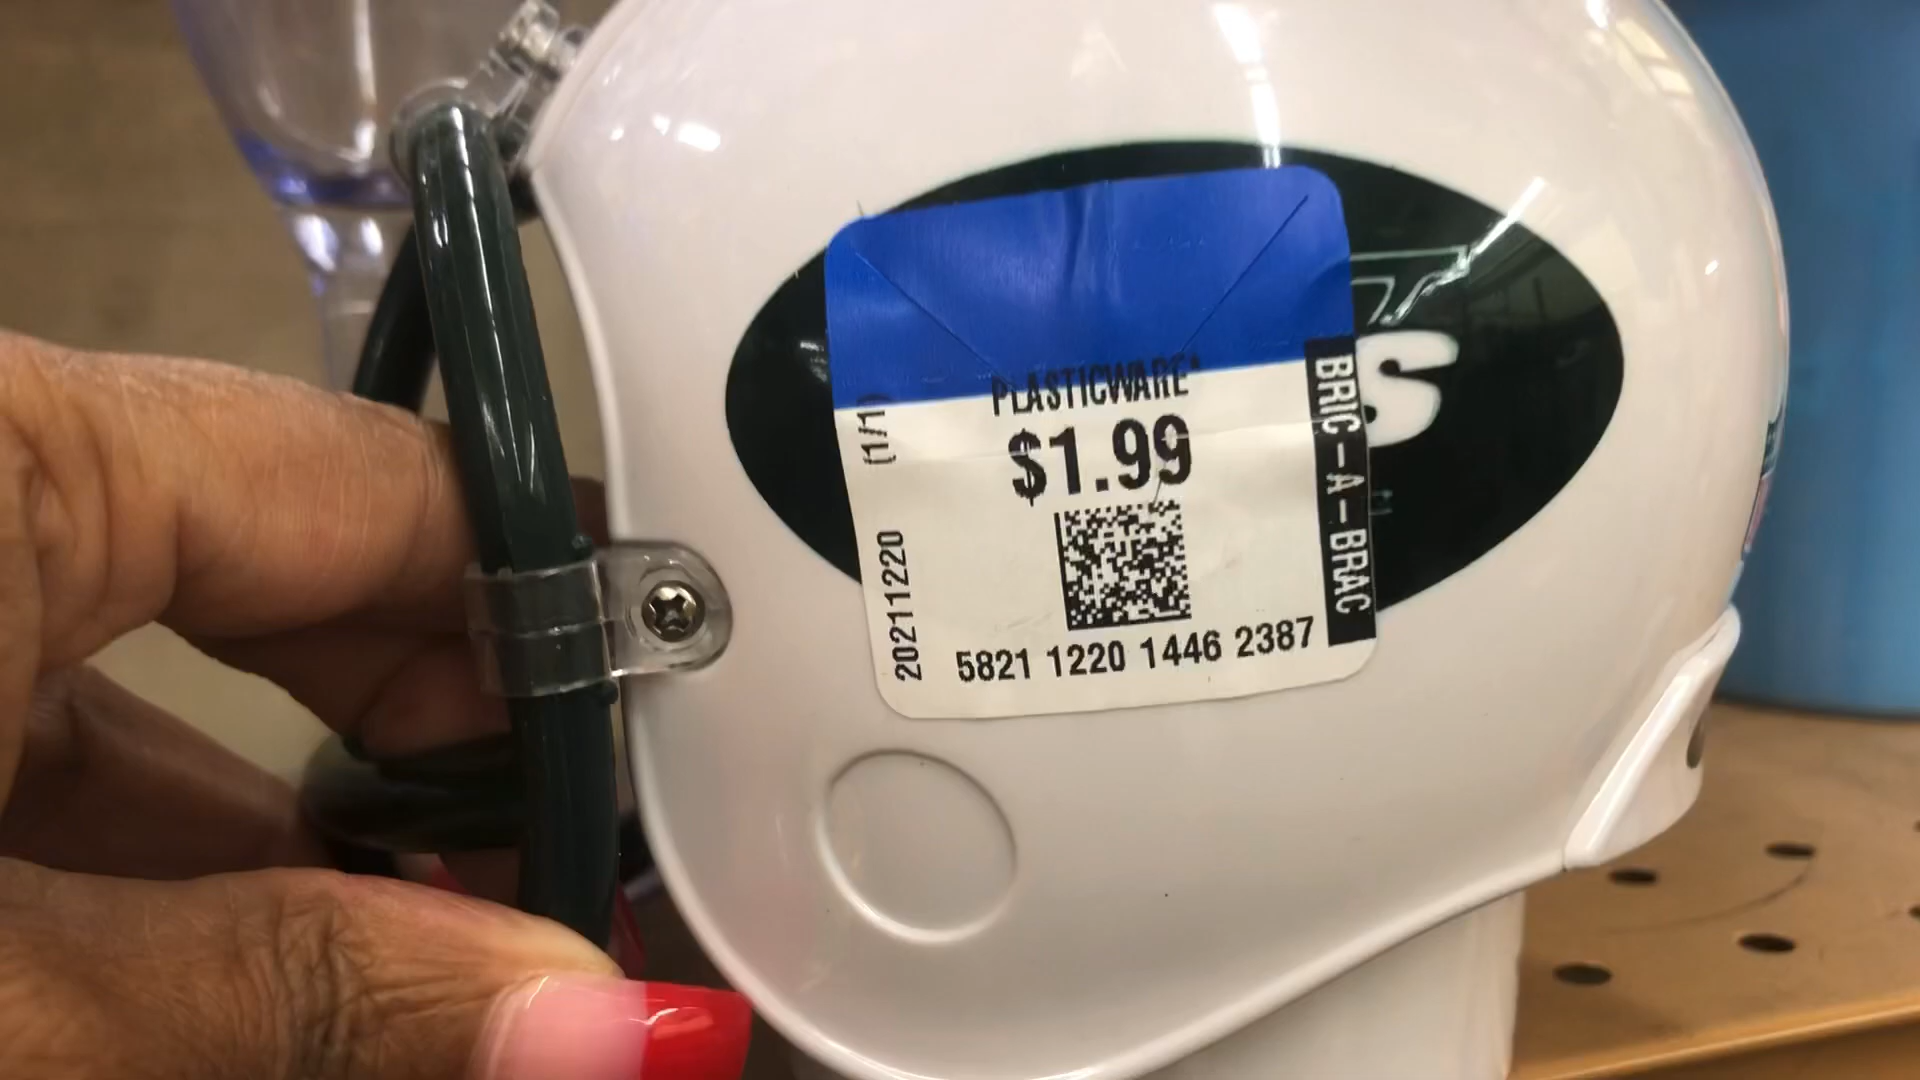 PLASTICWARE*
$1.99
(1/1)
20211220
5821 1220 1446 2387
BRIC-A-BRAC
S